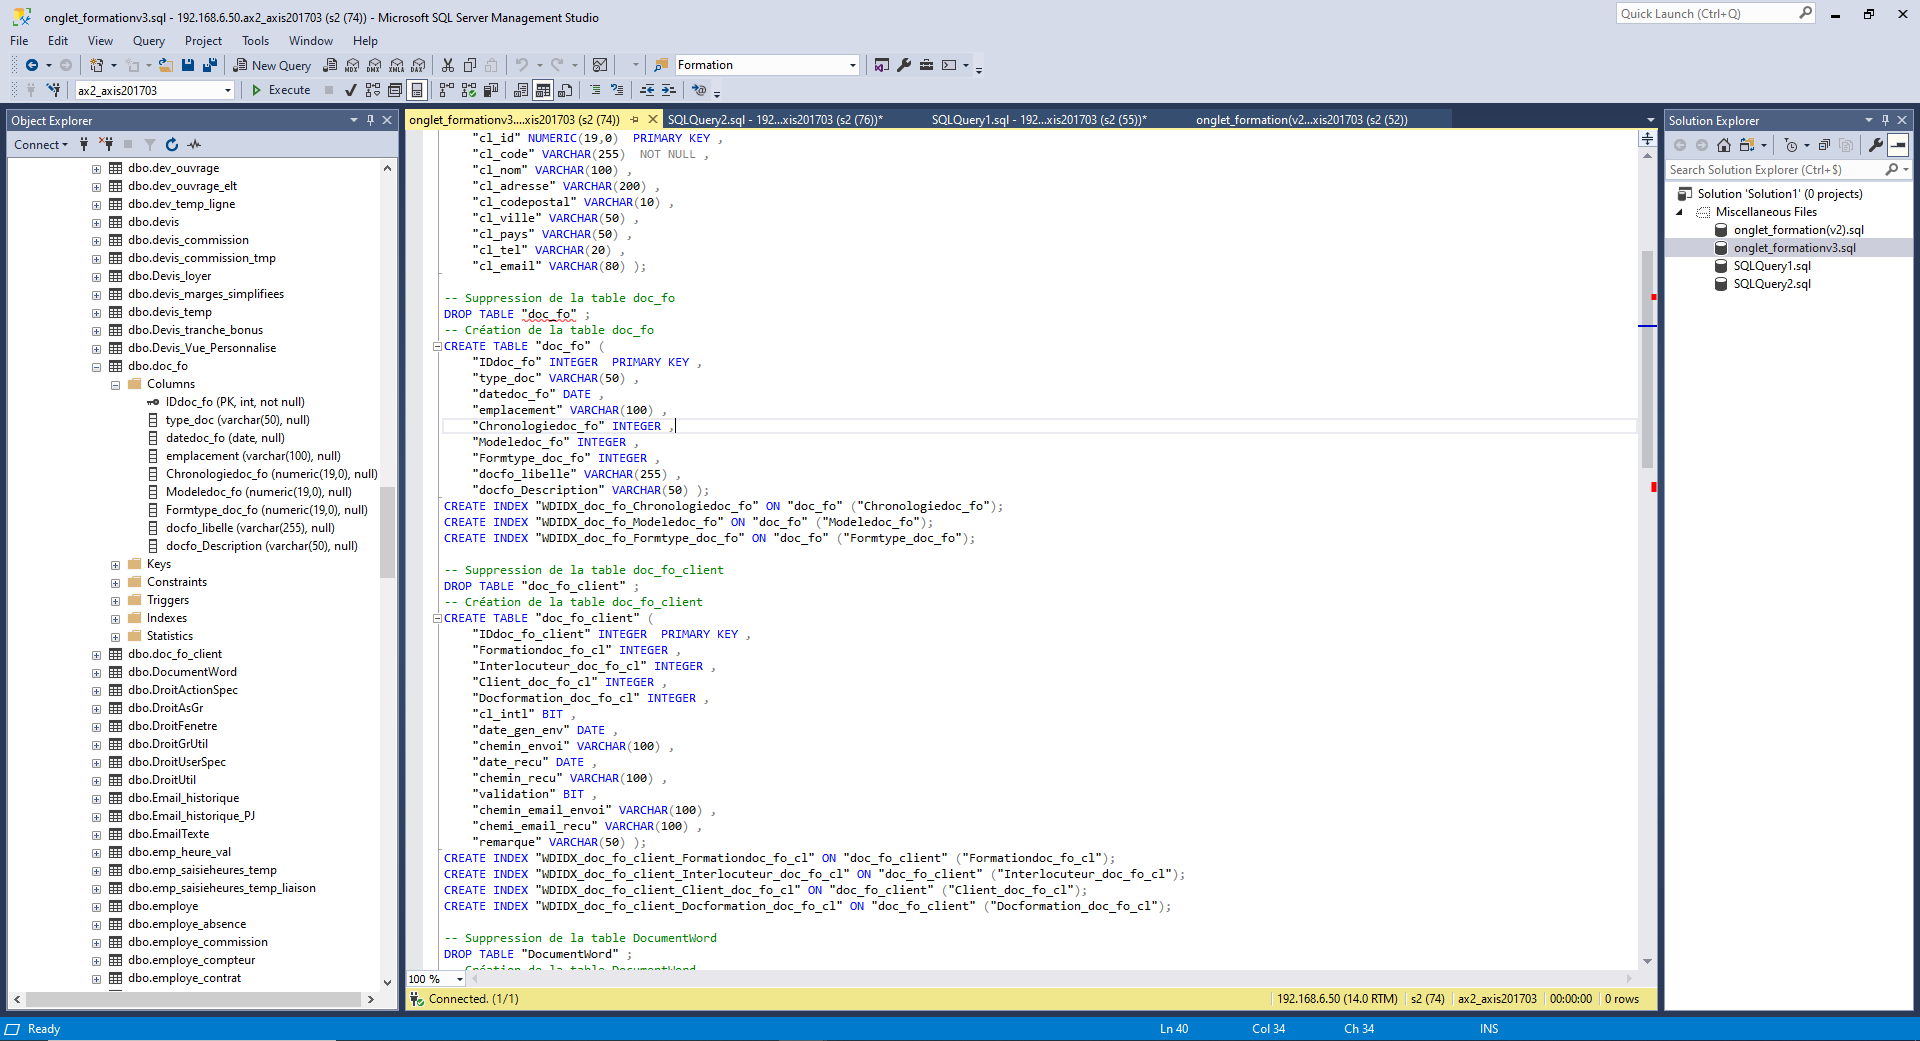 onglet_formationv3.sql - 192.168.6.50.ax2_axis201703 (s2 (74)) - Microsoft SQL Server Management Studio
Quick Launch (Ctrl+Q)
File Edit View Query Project Tools Window Help
New Query
MDX DMX XMLA DAX
Formation
ax2_axis201703
Execute
Object Explorer
Connect
dbo.dev_ouvrage
dbo.dev_ouvrage_elt
dbo.dev_temp_ligne
dbo.devis
dbo.devis_commission
dbo.devis_commission_tmp
dbo.Devis_loyer
dbo.devis_marges_simplifiees
dbo.devis_temp
dbo.Devis_tranche_bonus
dbo.Devis_Vue_Personnalise
dbo.doc_fo
Columns
IDdoc_fo (PK, int, not null)
type_doc (varchar(50), null)
datedoc_fo (date, null)
emplacement (varchar(100), null)
Chronologiedoc_fo (numeric(19,0), null)
Modeledoc_fo (numeric(19,0), null)
Formtype_doc_fo (numeric(19,0), null)
docfo_libelle (varchar(255), null)
docfo_Description (varchar(50), null)
Keys
Constraints
Triggers
Indexes
Statistics
dbo.doc_fo_client
dbo.DocumentWord
dbo.DroitActionSpec
dbo.DroitAsGr
dbo.DroitFenetre
dbo.DroitGrUtil
dbo.DroitUserSpec
dbo.DroitUtil
dbo.Email_historique
dbo.Email_historique_PJ
dbo.EmailTexte
dbo.emp_heure_val
dbo.emp_saisieheures_temp
dbo.emp_saisieheures_temp_liaison
dbo.employe
dbo.employe_absence
dbo.employe_commission
dbo.employe_compteur
dbo.employe_contrat
onglet_formationv3....xis201703 (s2 (74)) SQLQuery2.sql - 192...xis201703 (s2 (76))* SQLQuery1.sql - 192...xis201703 (s2 (55))* onglet_formation(v2...xis201703 (s2 (52))
"cl_id" NUMERIC(19,0)  PRIMARY KEY ,
"cl_code" VARCHAR(255)  NOT NULL ,
"cl_nom" VARCHAR(100) ,
"cl_adresse" VARCHAR(200) ,
"cl_codepostal" VARCHAR(10) ,
"cl_ville" VARCHAR(50) ,
"cl_pays" VARCHAR(50) ,
"cl_tel" VARCHAR(20) ,
"cl_email" VARCHAR(80) );
-- Suppression de la table doc_fo
DROP TABLE "doc_fo" ;
-- Création de la table doc_fo
CREATE TABLE "doc_fo" (
"IDdoc_fo" INTEGER  PRIMARY KEY ,
"type_doc" VARCHAR(50) ,
"datedoc_fo" DATE ,
"emplacement" VARCHAR(100) ,
"Chronologiedoc_fo" INTEGER ,
"Modeledoc_fo" INTEGER ,
"Formtype_doc_fo" INTEGER ,
"docfo_libelle" VARCHAR(255) ,
"docfo_Description" VARCHAR(50) );
CREATE INDEX "WDIDX_doc_fo_Chronologiedoc_fo" ON "doc_fo" ("Chronologiedoc_fo");
CREATE INDEX "WDIDX_doc_fo_Modeledoc_fo" ON "doc_fo" ("Modeledoc_fo");
CREATE INDEX "WDIDX_doc_fo_Formtype_doc_fo" ON "doc_fo" ("Formtype_doc_fo");
-- Suppression de la table doc_fo_client
DROP TABLE "doc_fo_client" ;
-- Création de la table doc_fo_client
CREATE TABLE "doc_fo_client" (
"IDdoc_fo_client" INTEGER  PRIMARY KEY ,
"Formationdoc_fo_cl" INTEGER ,
"Interlocuteur_doc_fo_cl" INTEGER ,
"Client_doc_fo_cl" INTEGER ,
"Docformation_doc_fo_cl" INTEGER ,
"cl_intl" BIT ,
"date_gen_env" DATE ,
"chemin_envoi" VARCHAR(100) ,
"date_recu" DATE ,
"chemin_recu" VARCHAR(100) ,
"validation" BIT ,
"chemin_email_envoi" VARCHAR(100) ,
"chemi_email_recu" VARCHAR(100) ,
"remarque" VARCHAR(50) );
CREATE INDEX "WDIDX_doc_fo_client_Formationdoc_fo_cl" ON "doc_fo_client" ("Formationdoc_fo_cl");
CREATE INDEX "WDIDX_doc_fo_client_Interlocuteur_doc_fo_cl" ON "doc_fo_client" ("Interlocuteur_doc_fo_cl");
CREATE INDEX "WDIDX_doc_fo_client_Client_doc_fo_cl" ON "doc_fo_client" ("Client_doc_fo_cl");
CREATE INDEX "WDIDX_doc_fo_client_Docformation_doc_fo_cl" ON "doc_fo_client" ("Docformation_doc_fo_cl");
-- Suppression de la table DocumentWord
DROP TABLE "DocumentWord" ;
-- Création de la table DocumentWord
100 %
Connected. (1/1)
192.168.6.50 (14.0 RTM) s2 (74) ax2_axis201703 00:00:00 0 rows
Solution Explorer
Search Solution Explorer (Ctrl+$)
Solution 'Solution1' (0 projects)
Miscellaneous Files
onglet_formation(v2).sql
onglet_formationv3.sql
SQLQuery1.sql
SQLQuery2.sql
Ready
Ln 40 Col 34 Ch 34 INS